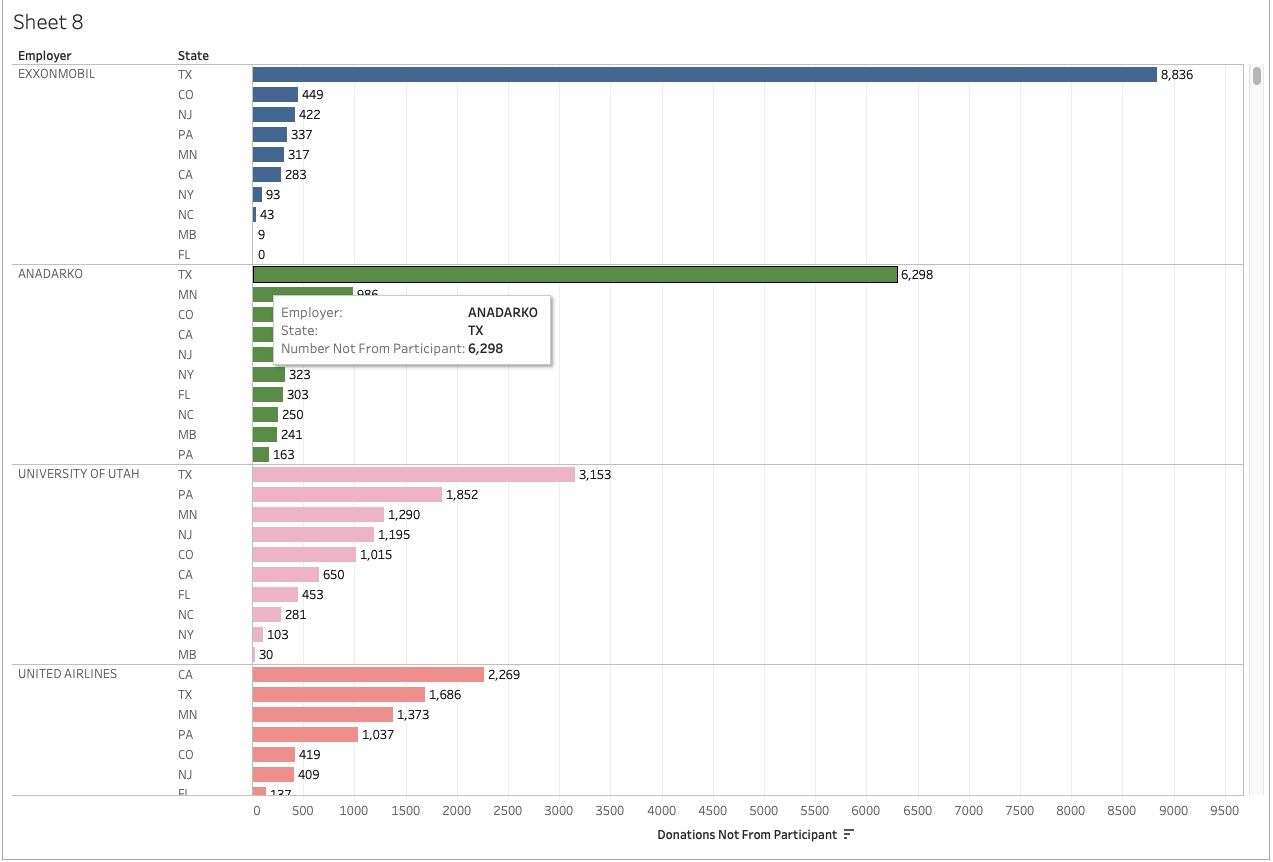 Sheet 8
Employer State
EXXONMOBIL TX 8,836
CO 449
NJ 422
PA 337
MN 317
CA 283
NY 93
NC 43
MB 9
FL 0
ANADARKO TX 6,298
MN 986
CO
CA
NJ
Employer: ANADARKO
State: TX
Number Not From Participant: 6,298
NY 323
FL 303
NC 250
MB 241
PA 163
UNIVERSITY OF UTAH TX 3,153
PA 1,852
MN 1,290
NJ 1,195
CO 1,015
CA 650
FL 453
NC 281
NY 103
MB 30
UNITED AIRLINES CA 2,269
TX 1,686
MN 1,373
PA 1,037
CO 419
NJ 409
FL 137
0 500 1000 1500 2000 2500 3000 3500 4000 4500 5000 5500 6000 6500 7000 7500 8000 8500 9000 9500
Donations Not From Participant